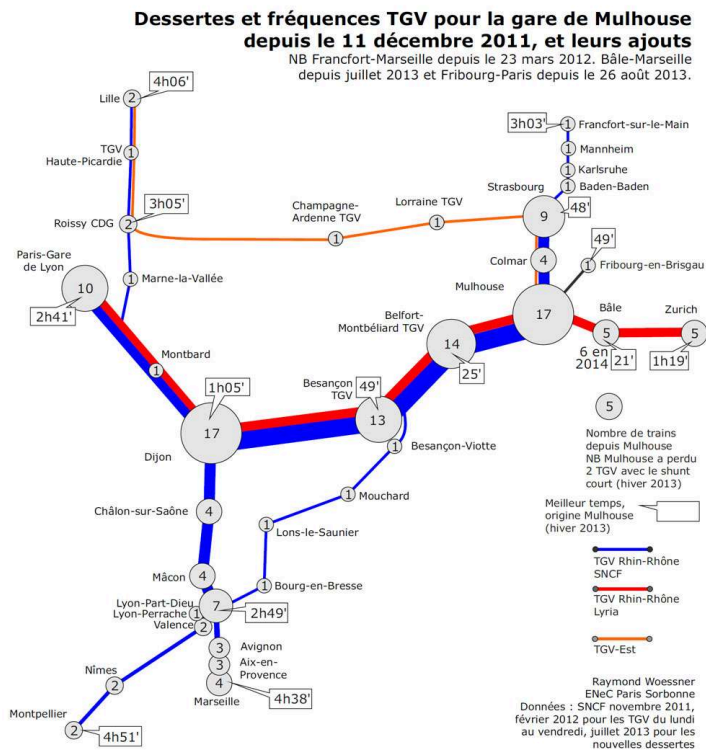 Dessertes et fréquences TGV pour la gare de Mulhouse
depuis le 11 décembre 2011, et leurs ajouts
NB Francfort-Marseille depuis le 23 mars 2012. Bâle-Marseille
depuis juillet 2013 et Fribourg-Paris depuis le 26 août 2013.
4h06'
Lille
2
TGV
Haute-Picardie
1
3h05'
Roissy CDG
2
Champagne-
Ardenne TGV
1
Lorraine TGV
1
3h03'
1
Francfort-sur-le-Main
1
Mannheim
1
Karlsruhe
1
Baden-Baden
Strasbourg
9
48'
Colmar
4
49'
1
Fribourg-en-Brisgau
Mulhouse
17
Paris-Gare
de Lyon
10
2h41'
1
Marne-la-Vallée
Montbard
1
Belfort-
Montbéliard TGV
14
25'
Bâle
5
6 en
2014
21'
Zurich
5
1h19'
1h05'
17
Dijon
Besançon
TGV
49'
13
1
Besançon-Viotte
1
Mouchard
1
Lons-le-Saunier
1
Bourg-en-Bresse
Châlon-sur-Saône
4
Mâcon
4
Lyon-Part-Dieu
7
2h49'
Lyon-Perrache
1
Valence
2
3
Avignon
3
Aix-en-
Provence
4
Marseille
4h38'
Nîmes
2
Montpellier
2
4h51'
5
Nombre de trains
depuis Mulhouse
NB Mulhouse a perdu
2 TGV avec le shunt
court (hiver 2013)
Meilleur temps,
origine Mulhouse
(hiver 2013)
TGV Rhin-Rhône
SNCF
TGV Rhin-Rhône
Lyria
TGV-Est
Raymond Woessner
ENeC Paris Sorbonne
Données : SNCF novembre 2011,
février 2012 pour les TGV du lundi
au vendredi, juillet 2013 pour les
nouvelles dessertes